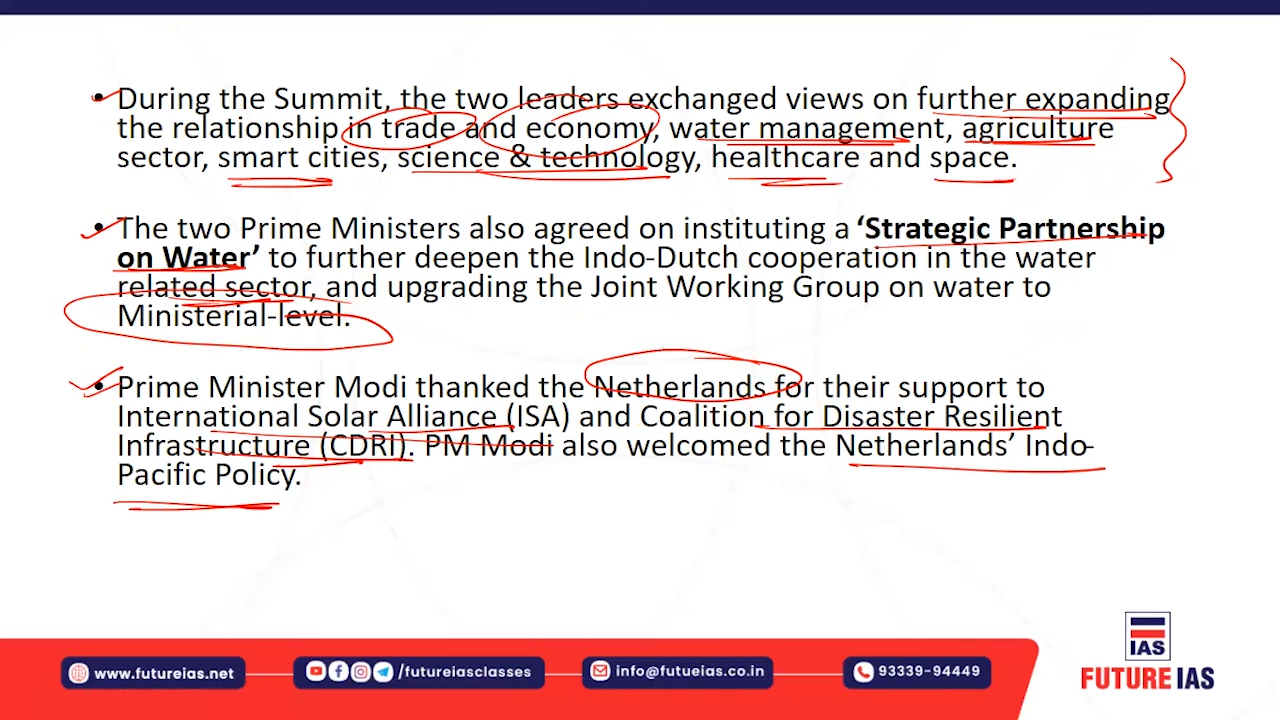 • During the Summit, the two leaders exchanged views on further expanding
the relationship in trade and economy, water management, agriculture
sector, smart cities, science & technology, healthcare and space.
• The two Prime Ministers also agreed on instituting a ‘Strategic Partnership
on Water’ to further deepen the Indo-Dutch cooperation in the water
related sector, and upgrading the Joint Working Group on water to
Ministerial-level.
• Prime Minister Modi thanked the Netherlands for their support to
International Solar Alliance (ISA) and Coalition for Disaster Resilient
Infrastructure (CDRI). PM Modi also welcomed the Netherlands’ Indo-
Pacific Policy.
www.futureias.net
/futureiasclasses
info@futueias.co.in
93339-94449
IAS
FUTURE IAS